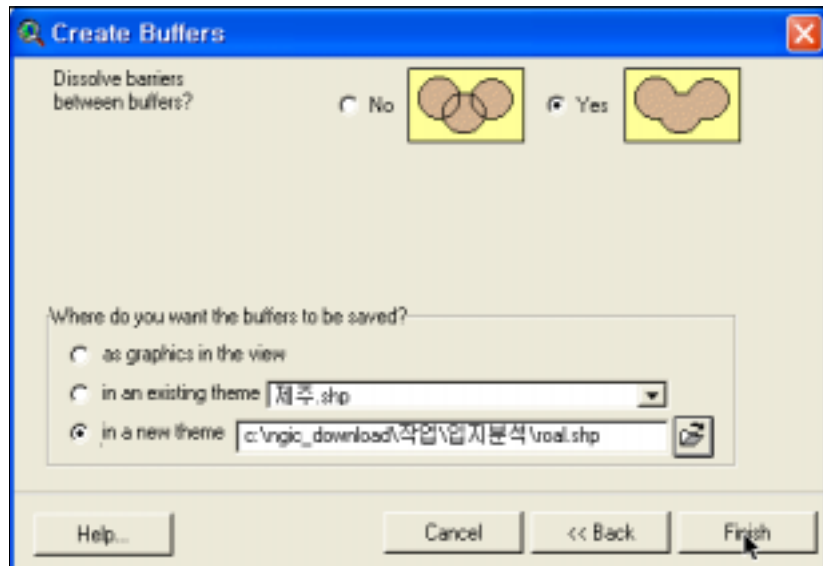 Create Buffers
Dissolve barriers
between buffers?
No
Yes
Where do you want the buffers to be saved?
as graphics in the view
in an existing theme 제주.shp
in a new theme c:\ngic_download\작업\입지분석\roal.shp
Help... Cancel << Back Finish